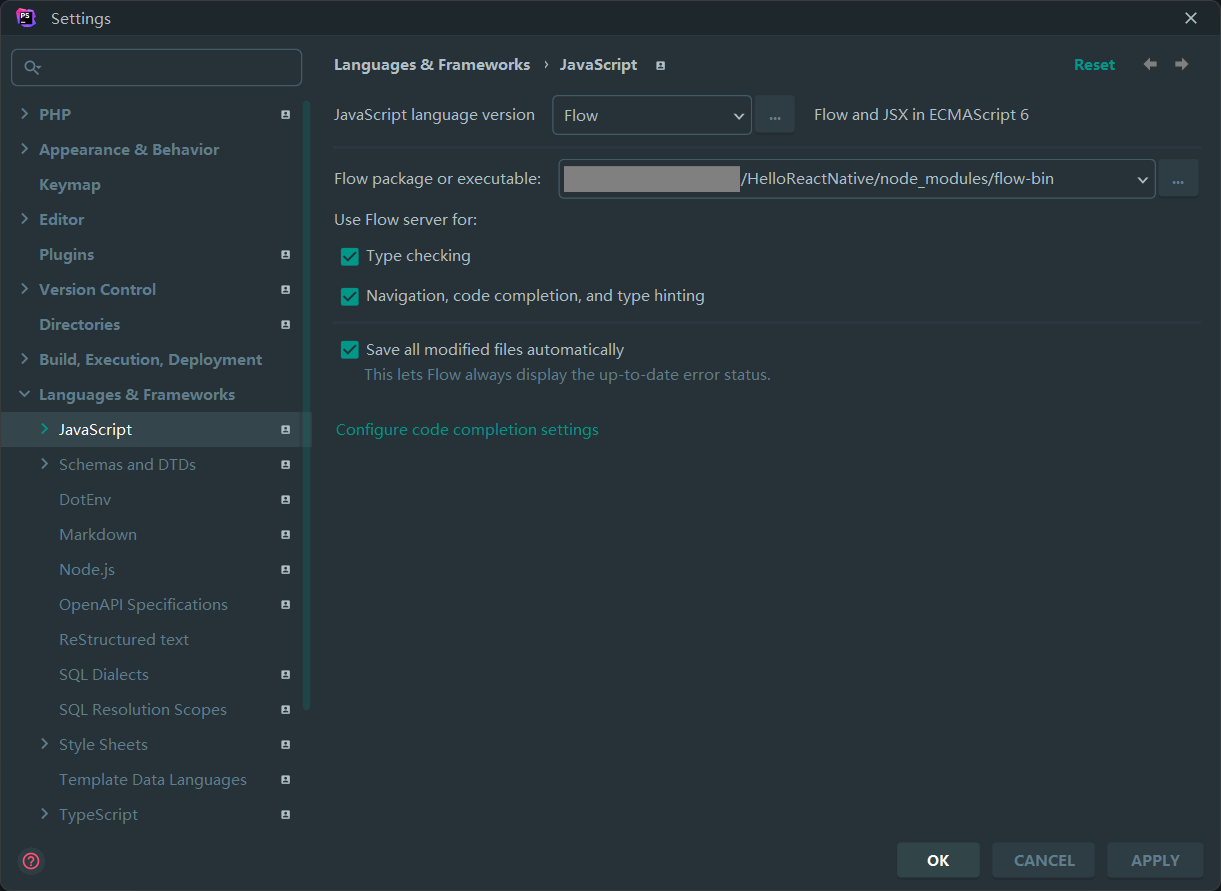 PS
Settings
PHP
Appearance & Behavior
Keymap
Editor
Plugins
Version Control
Directories
Build, Execution, Deployment
Languages & Frameworks
JavaScript
Schemas and DTDs
DotEnv
Markdown
Node.js
OpenAPI Specifications
ReStructured text
SQL Dialects
SQL Resolution Scopes
Style Sheets
Template Data Languages
TypeScript
Languages & Frameworks › JavaScript
Reset
JavaScript language version Flow ... Flow and JSX in ECMAScript 6
Flow package or executable: /HelloReactNative/node_modules/flow-bin ...
Use Flow server for:
Type checking
Navigation, code completion, and type hinting
Save all modified files automatically
This lets Flow always display the up-to-date error status.
Configure code completion settings
?
OK CANCEL APPLY